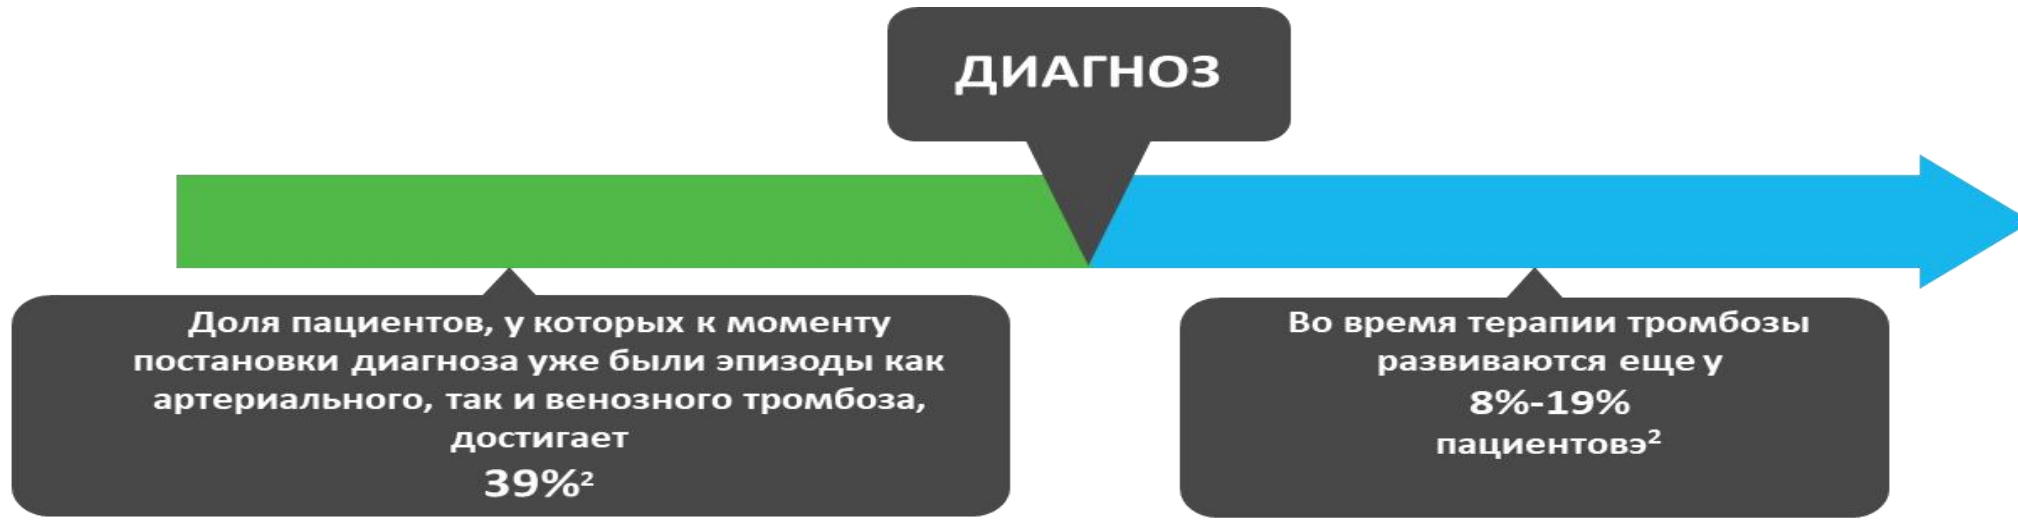 ДИАГНОЗ
Доля пациентов, у которых к моменту
постановки диагноза уже были эпизоды как
артериального, так и венозного тромбоза,
достигает
39%²
Во время терапии тромбозы
развиваются еще у
8%-19%
пациентовэ²